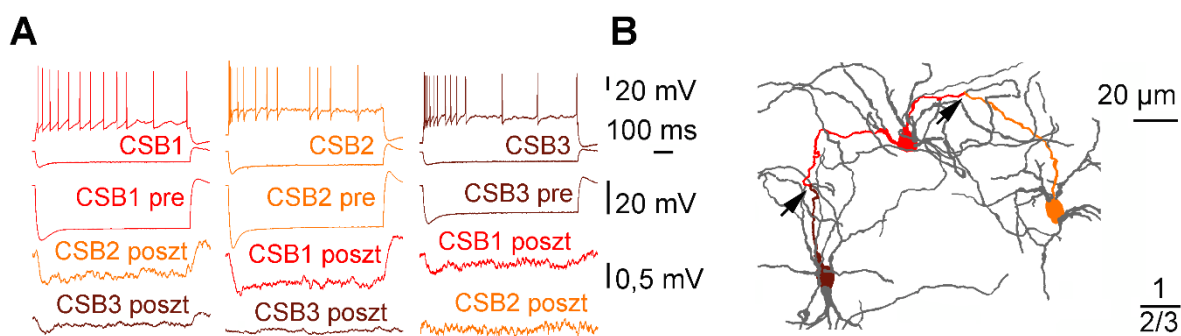 A
CSB1
CSB1 pre
CSB2 poszt
CSB3 poszt
CSB2
CSB2 pre
CSB1 poszt
CSB3 poszt
CSB3
CSB3 pre
CSB1 poszt
CSB2 poszt
20 mV
100 ms
20 mV
0,5 mV
B
20 µm
1
2/3